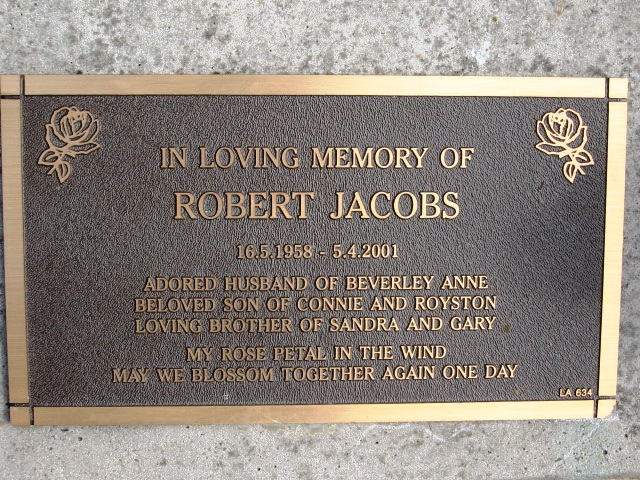 IN LOVING MEMORY OF
ROBERT JACOBS
16.5.1958 - 5.4.2001
ADORED HUSBAND OF BEVERLEY ANNE
BELOVED SON OF CONNIE AND ROYSTON
LOVING BROTHER OF SANDRA AND GARY
MY ROSE PETAL IN THE WIND
MAY WE BLOSSOM TOGETHER AGAIN ONE DAY
LA 634